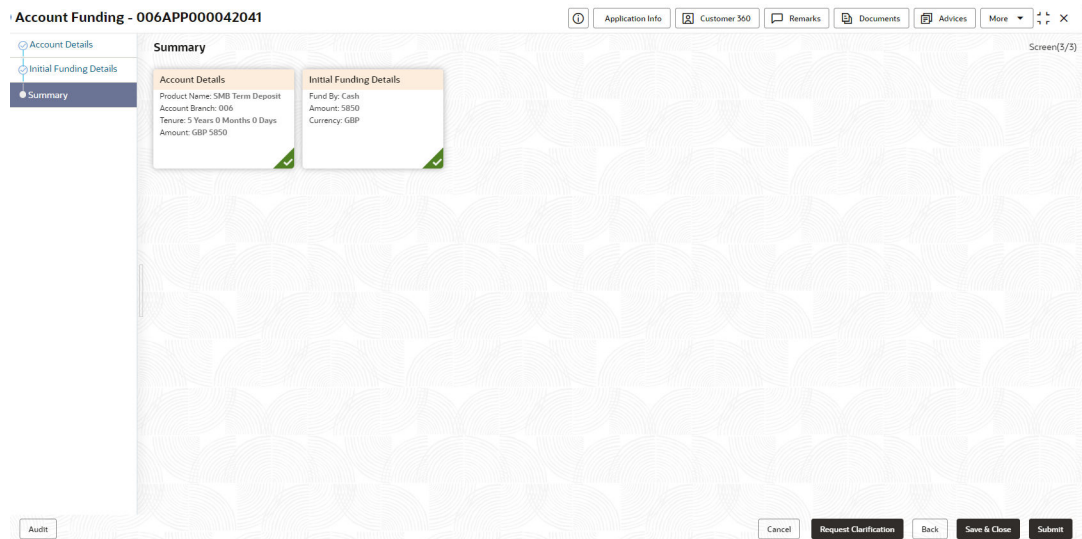 Account Funding - 006APP000042041
Application Info
Customer 360
Remarks
Documents
Advices
More
Account Details
Initial Funding Details
Summary
Summary
Screen(3/3)
Account Details
Product Name: SMB Term Deposit
Account Branch: 006
Tenure: 5 Years 0 Months 0 Days
Amount: GBP 5850
Initial Funding Details
Fund By: Cash
Amount: 5850
Currency: GBP
Audit
Cancel
Request Clarification
Back
Save & Close
Submit